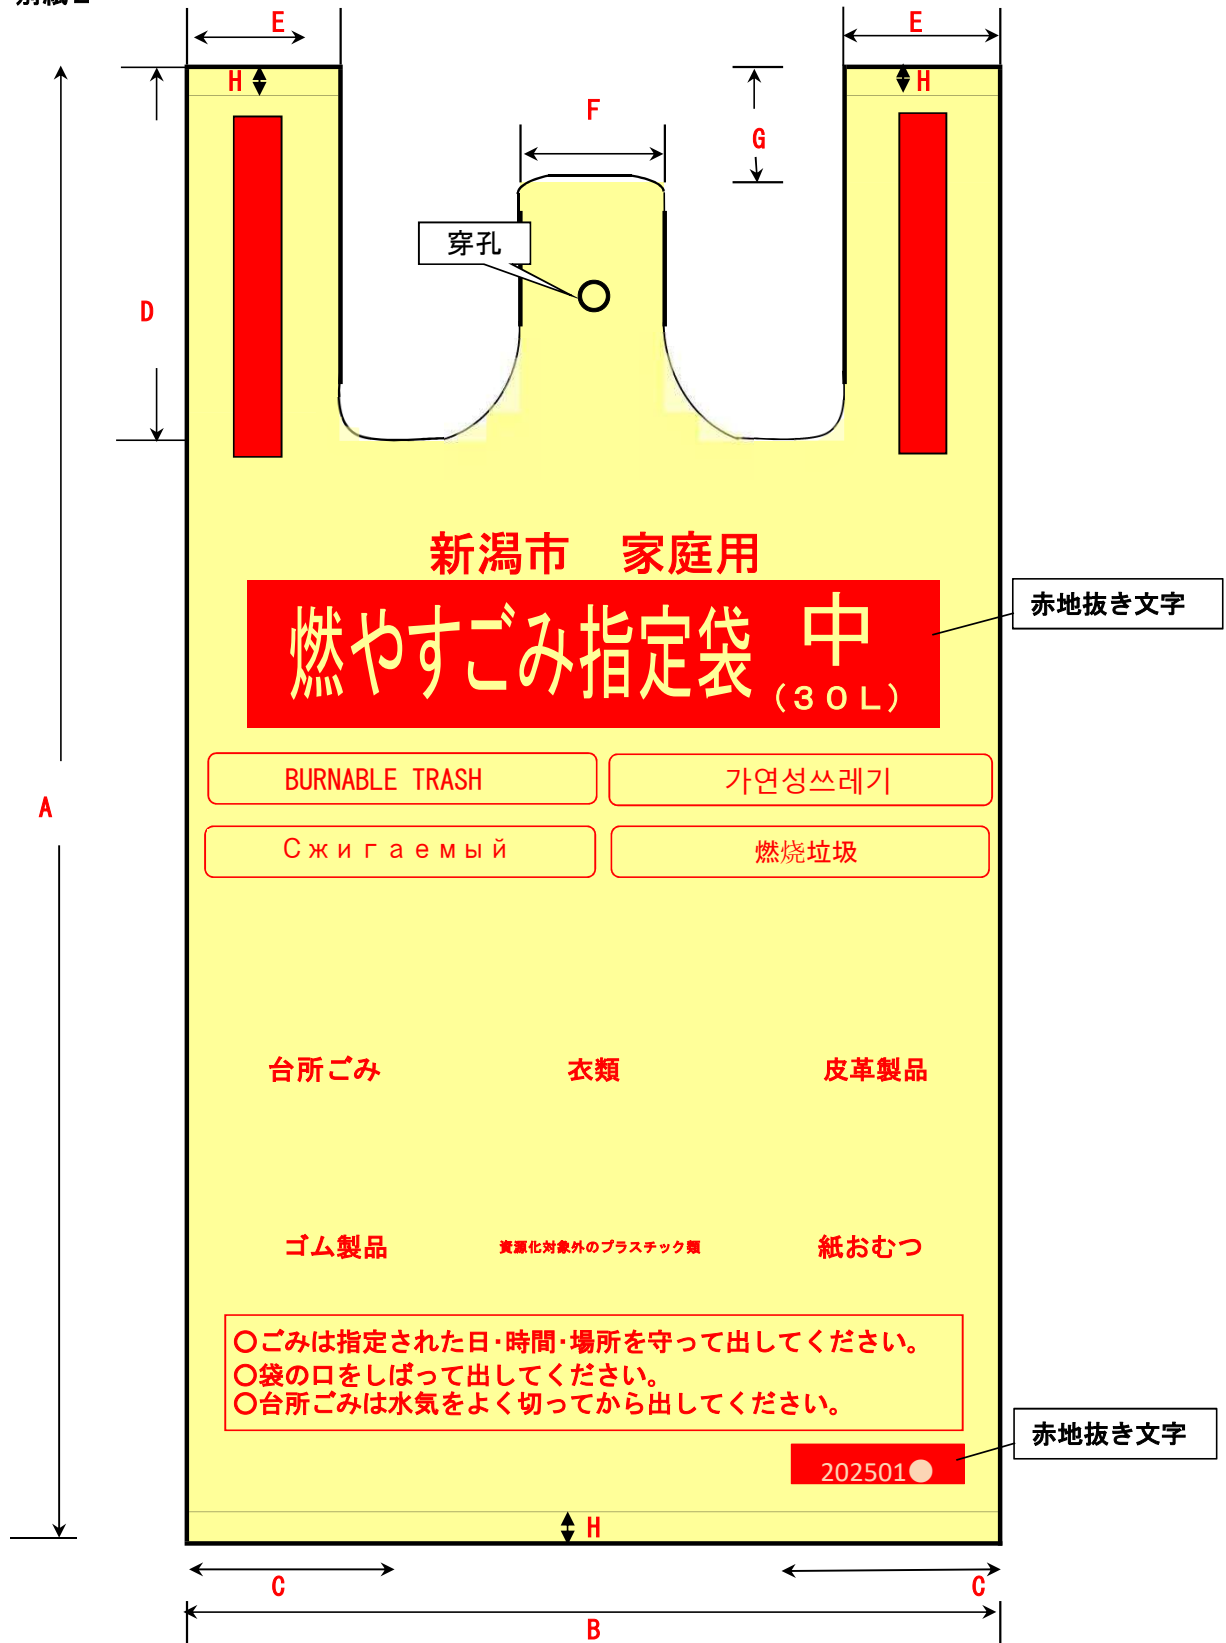 E E
H H
F
G
穿孔
D
新潟市 家庭用
燃やすごみ指定袋 中
(30L)
赤地抜き文字
BURNABLE TRASH
가연성쓰레기
A
Сжигаемый
燃烧垃圾
台所ごみ 衣類 皮革製品
ゴム製品 資源化対象外のプラスチック類 紙おむつ
○ごみは指定された日・時間・場所を守って出してください。
○袋の口をしばって出してください。
○台所ごみは水気をよく切ってから出してください。
赤地抜き文字
202501●
H
C C
B